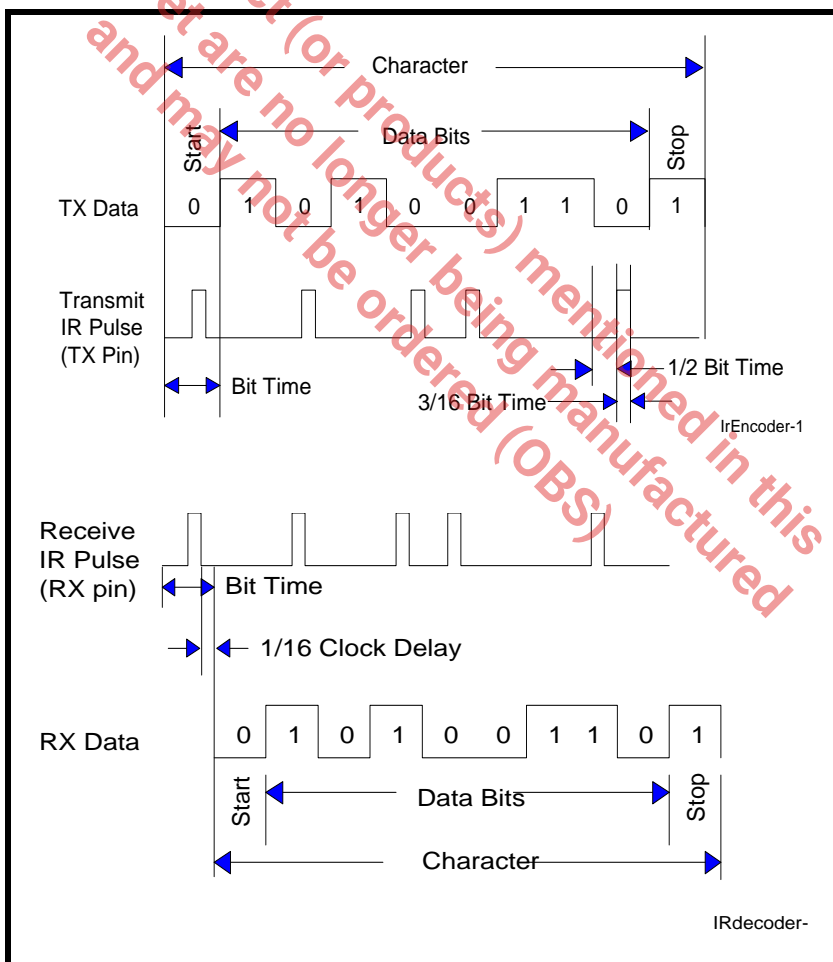 Character
Start
Data Bits
Stop
TX Data
0 1 0 1 0 0 1 1 0 1
Transmit
IR Pulse
(TX Pin)
Bit Time
1/2 Bit Time
3/16 Bit Time
IrEncoder-1
Receive
IR Pulse
(RX pin)
Bit Time
1/16 Clock Delay
RX Data
0 1 0 1 0 0 1 1 0 1
Start
Data Bits
Stop
Character
IRdecoder-
(or products) mentioned in this
are no longer being manufactured
and may not be ordered (OBS)